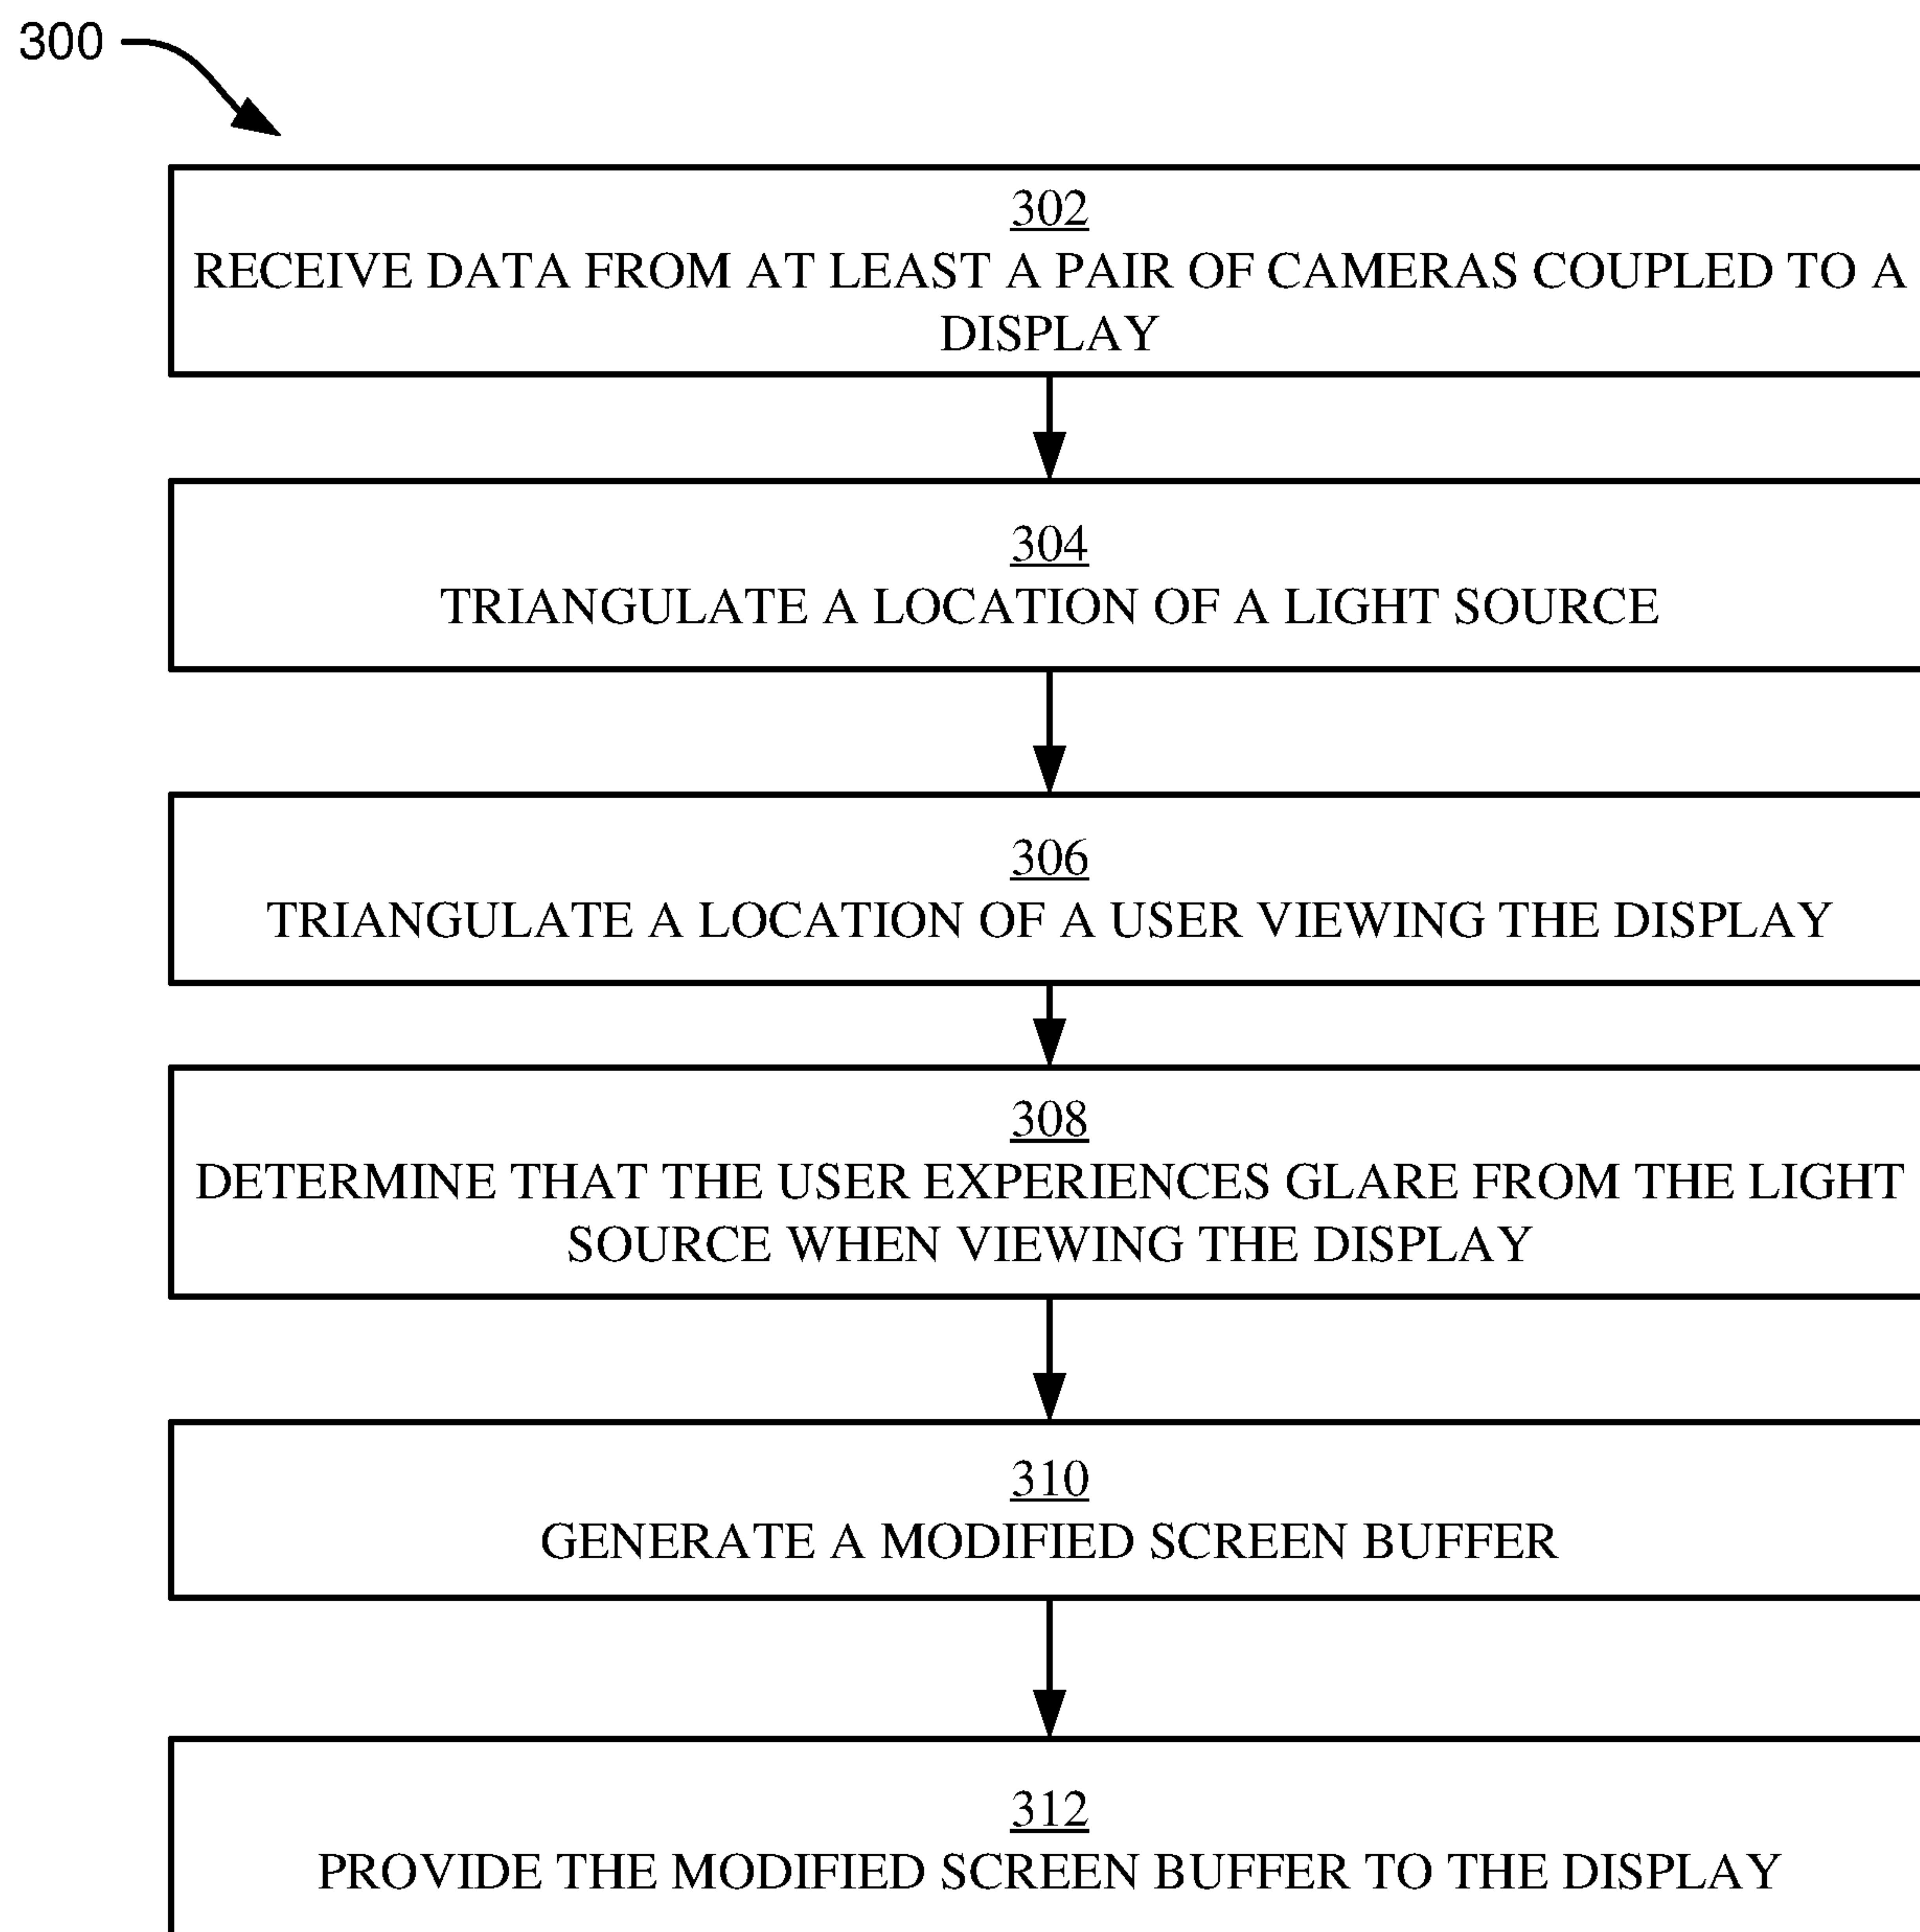 300
302
RECEIVE DATA FROM AT LEAST A PAIR OF CAMERAS COUPLED TO A
DISPLAY
304
TRIANGULATE A LOCATION OF A LIGHT SOURCE
306
TRIANGULATE A LOCATION OF A USER VIEWING THE DISPLAY
308
DETERMINE THAT THE USER EXPERIENCES GLARE FROM THE LIGHT
SOURCE WHEN VIEWING THE DISPLAY
310
GENERATE A MODIFIED SCREEN BUFFER
312
PROVIDE THE MODIFIED SCREEN BUFFER TO THE DISPLAY